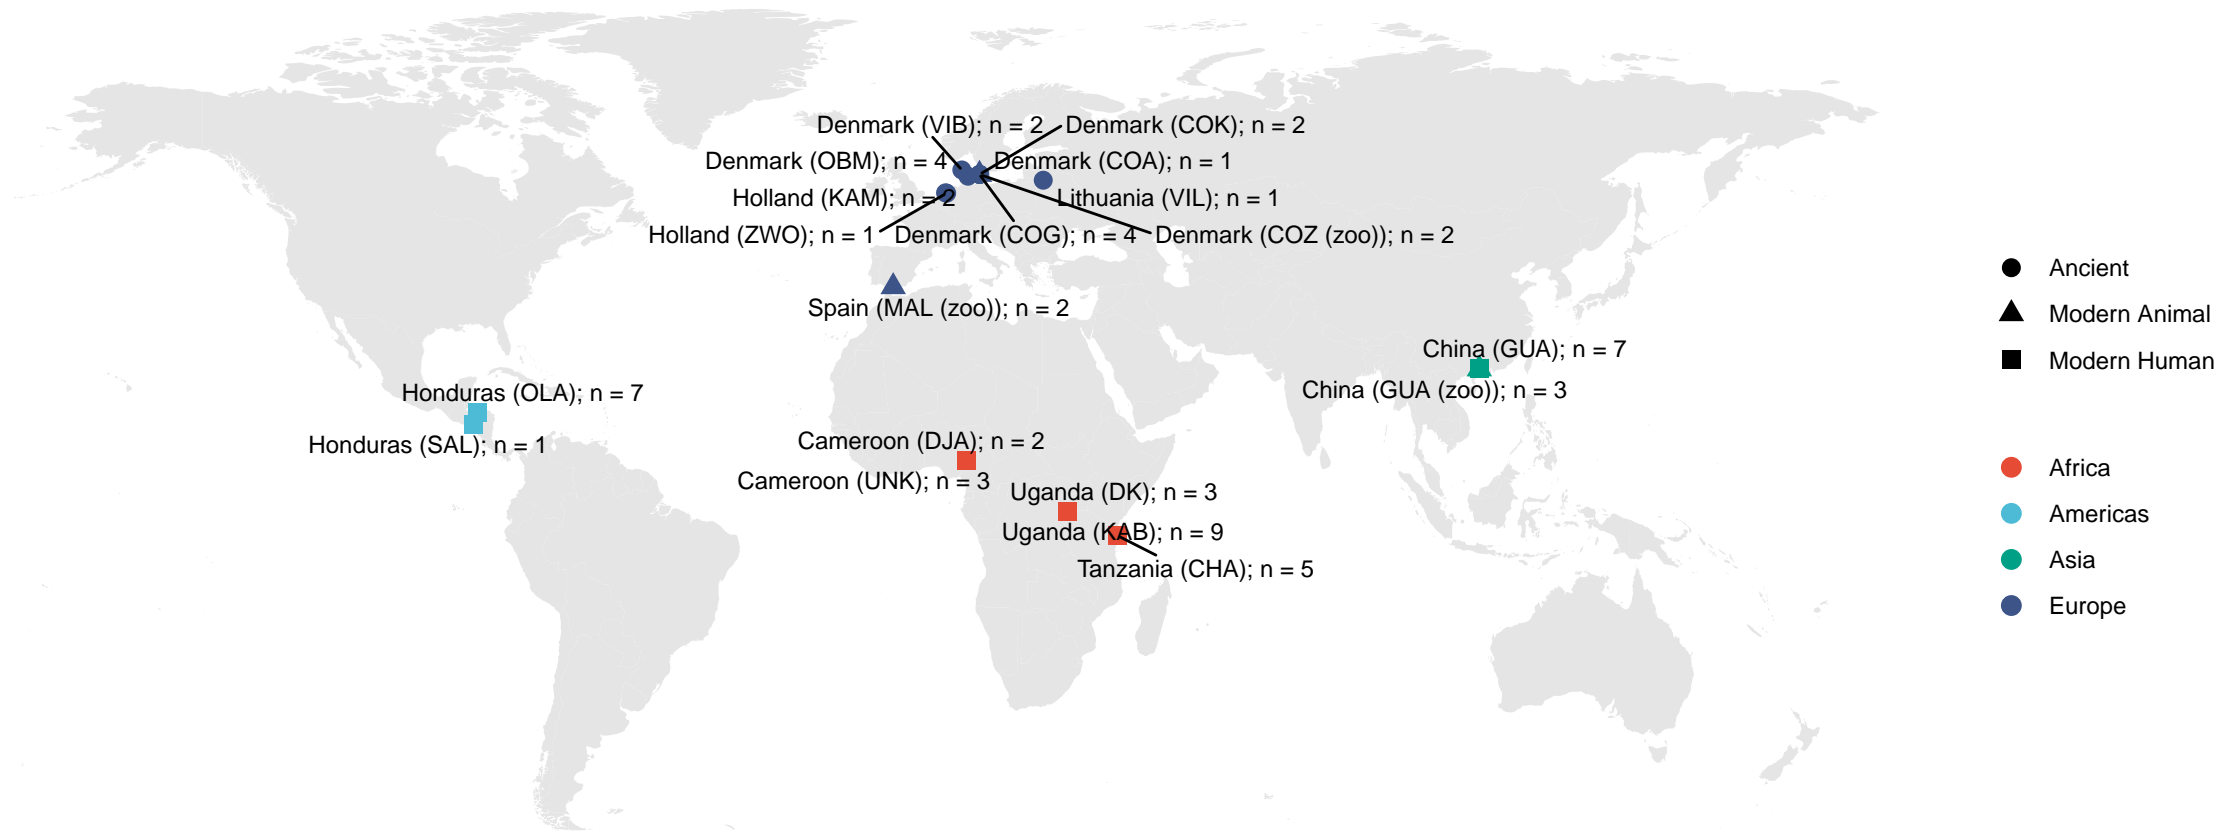 Denmark (VIB); n = 2
Denmark (COK); n = 2
Denmark (OBM); n = 4
Denmark (COA); n = 1
Holland (KAM); n = 2
Lithuania (VIL); n = 1
Holland (ZWO); n = 1
Denmark (COG); n = 4
Denmark (COZ (zoo)); n = 2
Spain (MAL (zoo)); n = 2
China (GUA); n = 7
China (GUA (zoo)); n = 3
Honduras (OLA); n = 7
Honduras (SAL); n = 1
Cameroon (DJA); n = 2
Cameroon (UNK); n = 3
Uganda (DK); n = 3
Uganda (KAB); n = 9
Tanzania (CHA); n = 5
Ancient
Modern Animal
Modern Human
Africa
Americas
Asia
Europe